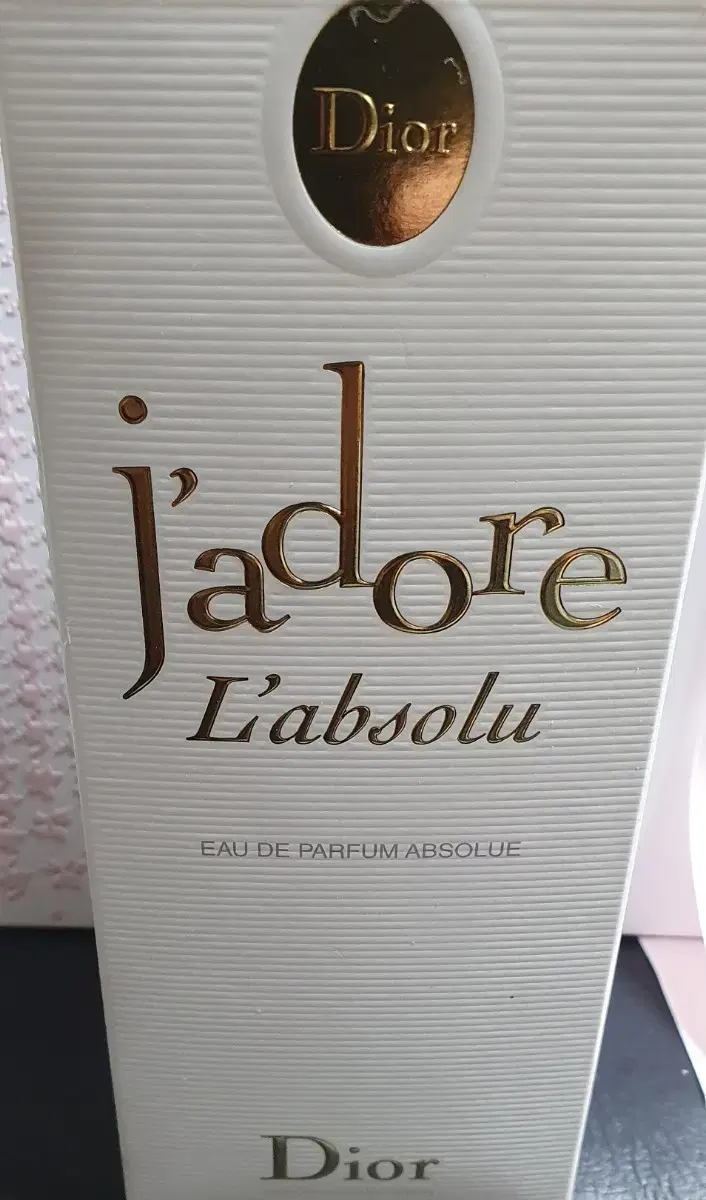 Dior
j'adore
L'absolu
EAU DE PARFUM ABSOLUE
Dior